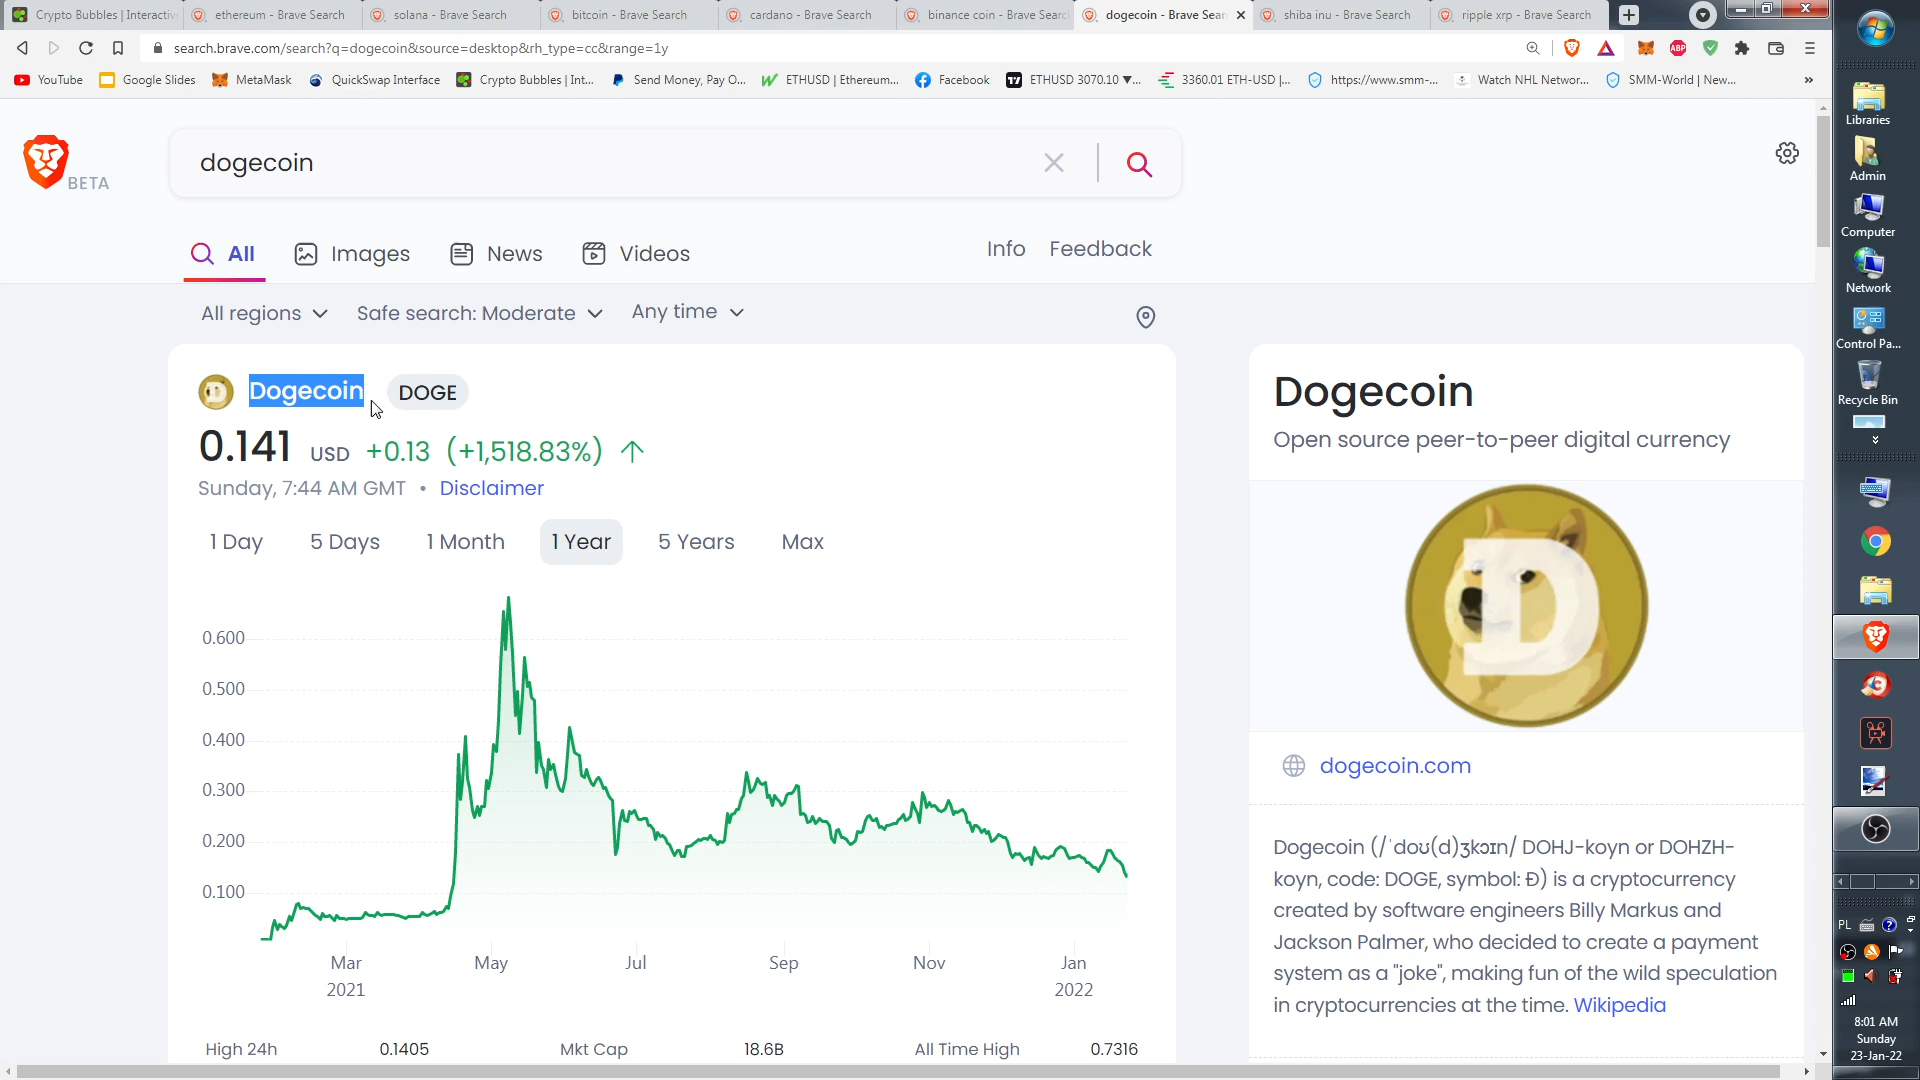 Crypto Bubbles | Interactiv
ethereum - Brave Search
solana - Brave Search
bitcoin - Brave Search
cardano - Brave Search
binance coin - Brave Searc
dogecoin - Brave Sear
shiba inu - Brave Search
ripple xrp - Brave Search
search.brave.com/search?q=dogecoin&source=desktop&rh_type=cc&range=1y
ABP
YouTube
Google Slides
MetaMask
QuickSwap Interface
Crypto Bubbles | Int...
Send Money, Pay O...
ETHUSD | Ethereum...
Facebook
ETHUSD 3070.10 ▼...
3360.01 ETH-USD |...
https://www.smm-...
Watch NHL Networ...
SMM-World | New...
»
BETA
dogecoin
All
Images
News
Videos
Info
Feedback
All regions
Safe search: Moderate
Any time
Dogecoin
DOGE
0.141 USD +0.13 (+1,518.83%) ↑
Sunday, 7:44 AM GMT • Disclaimer
1 Day
5 Days
1 Month
1 Year
5 Years
Max
0.600
0.500
0.400
0.300
0.200
0.100
Mar
May
Jul
Sep
Nov
Jan
2021
2022
High 24h
0.1405
Mkt Cap
18.6B
All Time High
0.7316
Dogecoin
Open source peer-to-peer digital currency
D
dogecoin.com
Dogecoin (/ˈdoʊ(d)ʒkɔɪn/ DOHJ-koyn or DOHZH-
koyn, code: DOGE, symbol: Ð) is a cryptocurrency
created by software engineers Billy Markus and
Jackson Palmer, who decided to create a payment
system as a "joke", making fun of the wild speculation
in cryptocurrencies at the time. Wikipedia
Libraries
Admin
Computer
Network
Control Pa...
Recycle Bin
PL
8:01 AM
Sunday
23-Jan-22